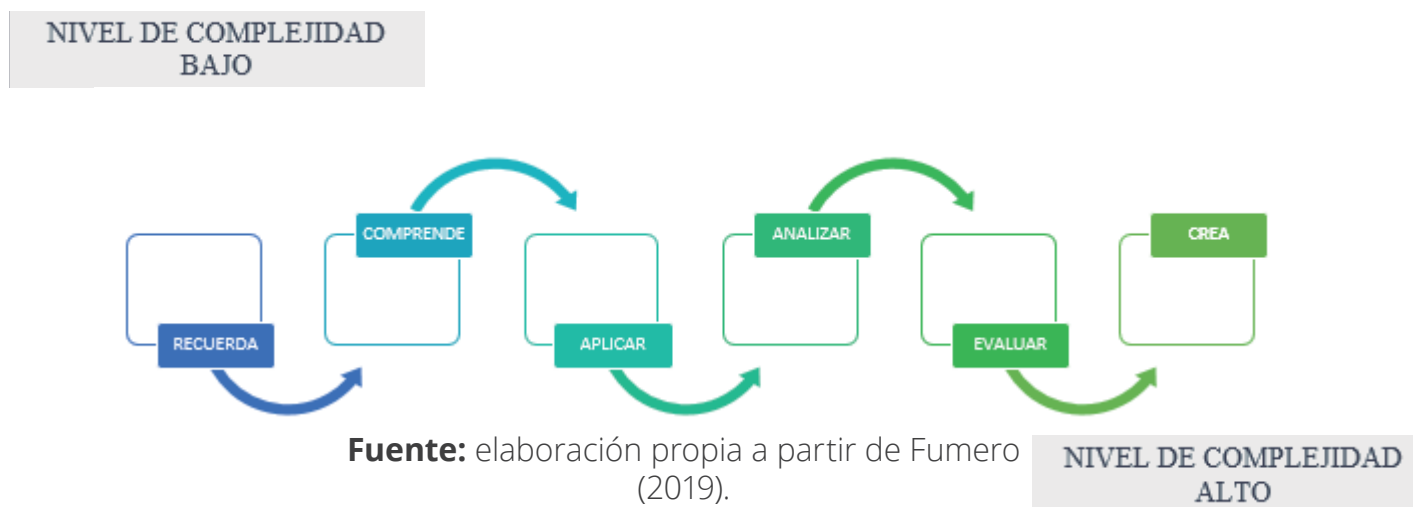 NIVEL DE COMPLEJIDAD
BAJO
COMPRENDE
ANALIZAR
CREA
RECUERDA
APLICAR
EVALUAR
Fuente: elaboración propia a partir de Fumero
(2019).
NIVEL DE COMPLEJIDAD
ALTO